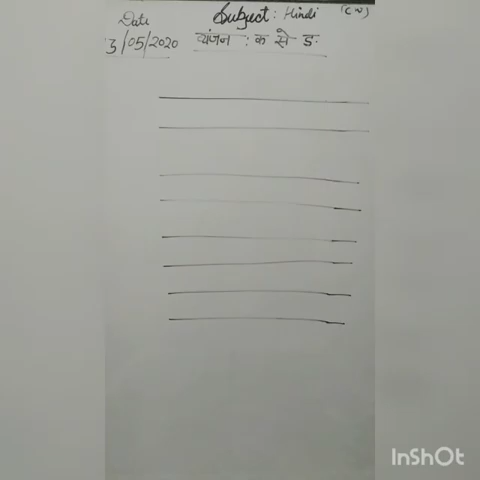 Date Subject: Hindi (CW)
3/05/2020 व्यंजन : क से ङ
InShOt